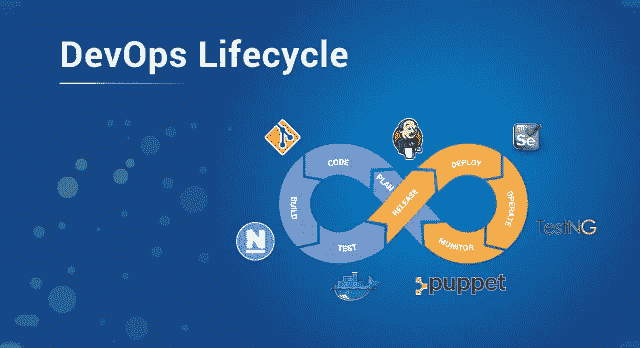 DevOps Lifecycle
Se
CODE
PLAN
DEPLOY
BUILD
RELEASE
OPERATE
TestNG
N
TEST
MONITOR
puppet